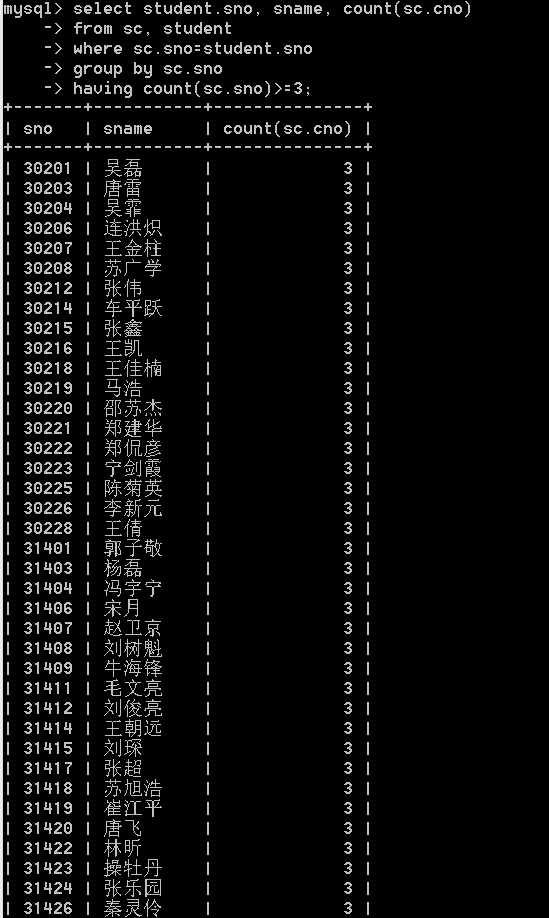 mysql> select student.sno, sname, count(sc.cno)
    -> from sc, student
    -> where sc.sno=student.sno
    -> group by sc.sno
    -> having count(sc.sno)>=3;
+-------+-----------+---------------+
| sno   | sname     | count(sc.cno) |
+-------+-----------+---------------+
| 30201 | 吴磊      |             3 |
| 30203 | 唐雷      |             3 |
| 30204 | 吴霏      |             3 |
| 30206 | 连洪炽    |             3 |
| 30207 | 王金柱    |             3 |
| 30208 | 苏广学    |             3 |
| 30212 | 张伟      |             3 |
| 30214 | 车平跃    |             3 |
| 30215 | 张鑫      |             3 |
| 30216 | 王凯      |             3 |
| 30218 | 王佳楠    |             3 |
| 30219 | 马浩      |             3 |
| 30220 | 邵苏杰    |             3 |
| 30221 | 郑建华    |             3 |
| 30222 | 郑侃彦    |             3 |
| 30223 | 宁剑霞    |             3 |
| 30225 | 陈菊英    |             3 |
| 30226 | 李新元    |             3 |
| 30228 | 王倩      |             3 |
| 31401 | 郭子敬    |             3 |
| 31403 | 杨磊      |             3 |
| 31404 | 冯宇宁    |             3 |
| 31406 | 宋月      |             3 |
| 31407 | 赵卫京    |             3 |
| 31408 | 刘树魁    |             3 |
| 31409 | 牛海锋    |             3 |
| 31411 | 毛文亮    |             3 |
| 31412 | 刘俊亮    |             3 |
| 31414 | 王朝远    |             3 |
| 31415 | 刘琛      |             3 |
| 31417 | 张超      |             3 |
| 31418 | 苏旭浩    |             3 |
| 31419 | 崔江平    |             3 |
| 31420 | 唐飞      |             3 |
| 31422 | 林昕      |             3 |
| 31423 | 操牡丹    |             3 |
| 31424 | 张乐园    |             3 |
| 31426 | 秦灵伶    |             3 |